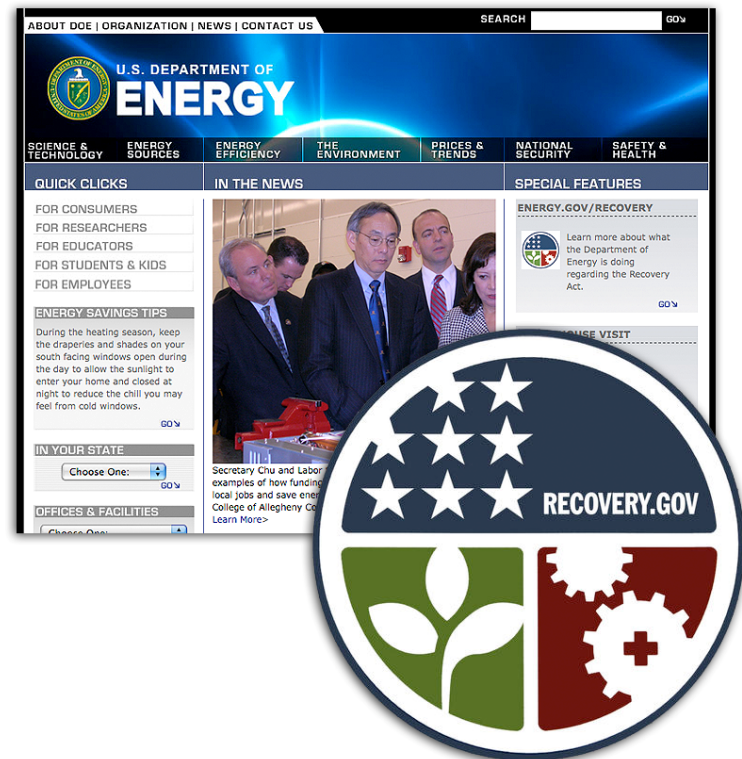 ABOUT DOE | ORGANIZATION | NEWS | CONTACT US
SEARCH
GO
U.S. DEPARTMENT OF
ENERGY
SCIENCE & TECHNOLOGY
ENERGY SOURCES
ENERGY EFFICIENCY
THE ENVIRONMENT
PRICES & TRENDS
NATIONAL SECURITY
SAFETY & HEALTH
QUICK CLICKS
FOR CONSUMERS
FOR RESEARCHERS
FOR EDUCATORS
FOR STUDENTS & KIDS
FOR EMPLOYEES
ENERGY SAVINGS TIPS
During the heating season, keep
the draperies and shades on your
south facing windows open during
the day to allow the sunlight to
enter your home and closed at
night to reduce the chill you may
feel from cold windows.
GO
IN YOUR STATE
Choose One:
GO
OFFICES & FACILITIES
Choose One:
IN THE NEWS
Secretary Chu and Labor
examples of how funding
local jobs and save
College of Allegheny
Learn More>
SPECIAL FEATURES
ENERGY.GOV/RECOVERY
Learn more about what
the Department of
Energy is doing
regarding the Recovery
Act.
GO
VISIT
RECOVERY.GOV